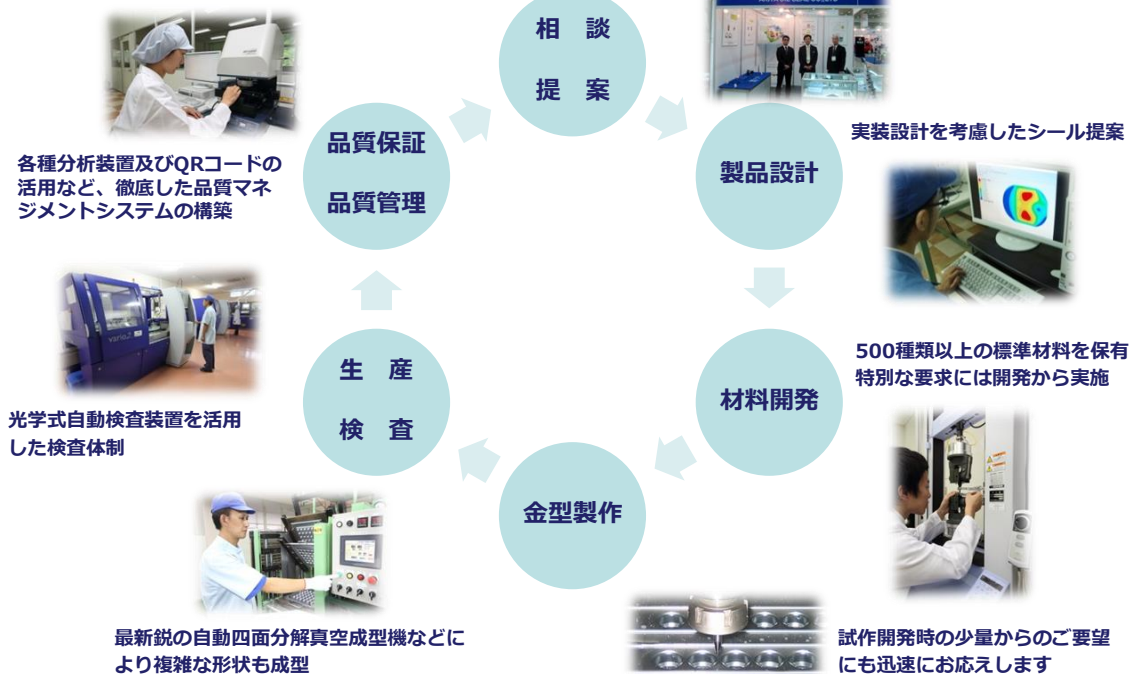 相 談
提 案
実装設計を考慮したシール提案
製品設計
500種類以上の標準材料を保有
特別な要求には開発から実施
材料開発
試作開発時の少量からのご要望
にも迅速にお応えします
金型製作
最新鋭の自動四面分解真空成型機などに
より複雑な形状も成型
生 産
検 査
光学式自動検査装置を活用
した検査体制
品質保証
品質管理
各種分析装置及びQRコードの
活用など、徹底した品質マネ
ジメントシステムの構築